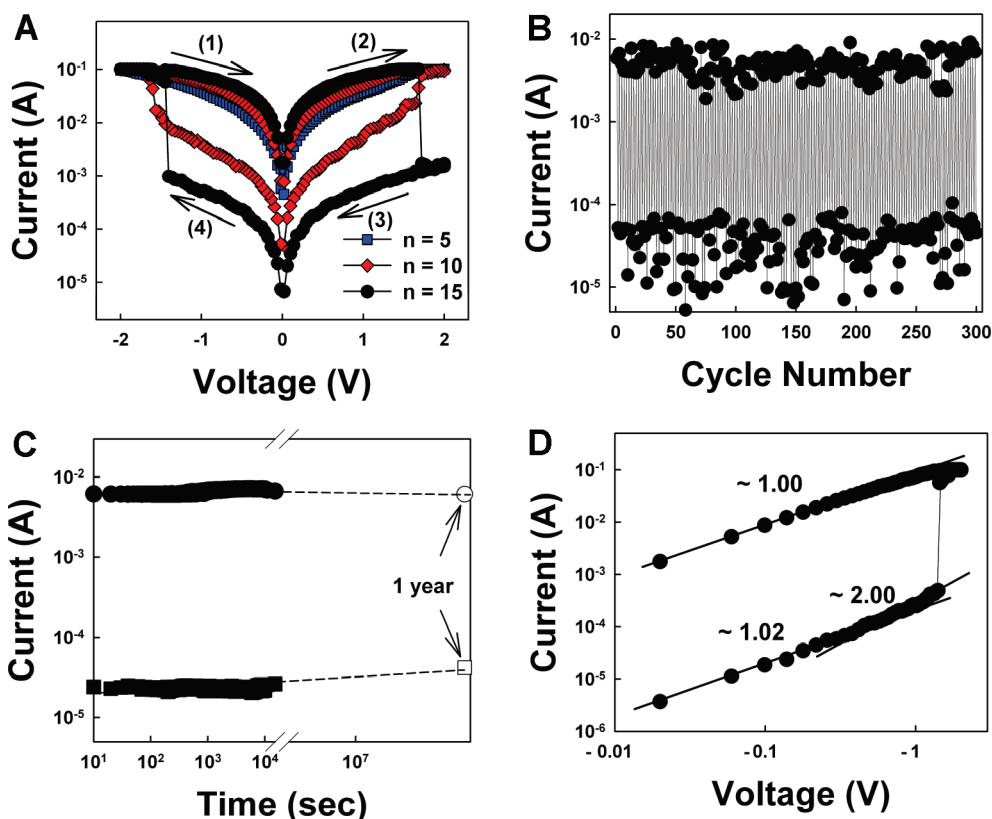 A
(1)
(2)
10⁻¹
10⁻²
10⁻³
10⁻⁴
10⁻⁵
Current (A)
(4)
(3)
n = 5
n = 10
n = 15
-2
-1
0
1
2
Voltage (V)
B
10⁻²
10⁻³
10⁻⁴
10⁻⁵
Current (A)
0
50
100
150
200
250
300
Cycle Number
C
10⁻²
10⁻³
10⁻⁴
10⁻⁵
Current (A)
1 year
10¹
10²
10³
10⁴
10⁷
Time (sec)
D
10⁻¹
10⁻²
10⁻³
10⁻⁴
10⁻⁵
10⁻⁶
Current (A)
~ 1.00
~ 2.00
~ 1.02
- 0.01
-0.1
- 1
Voltage (V)